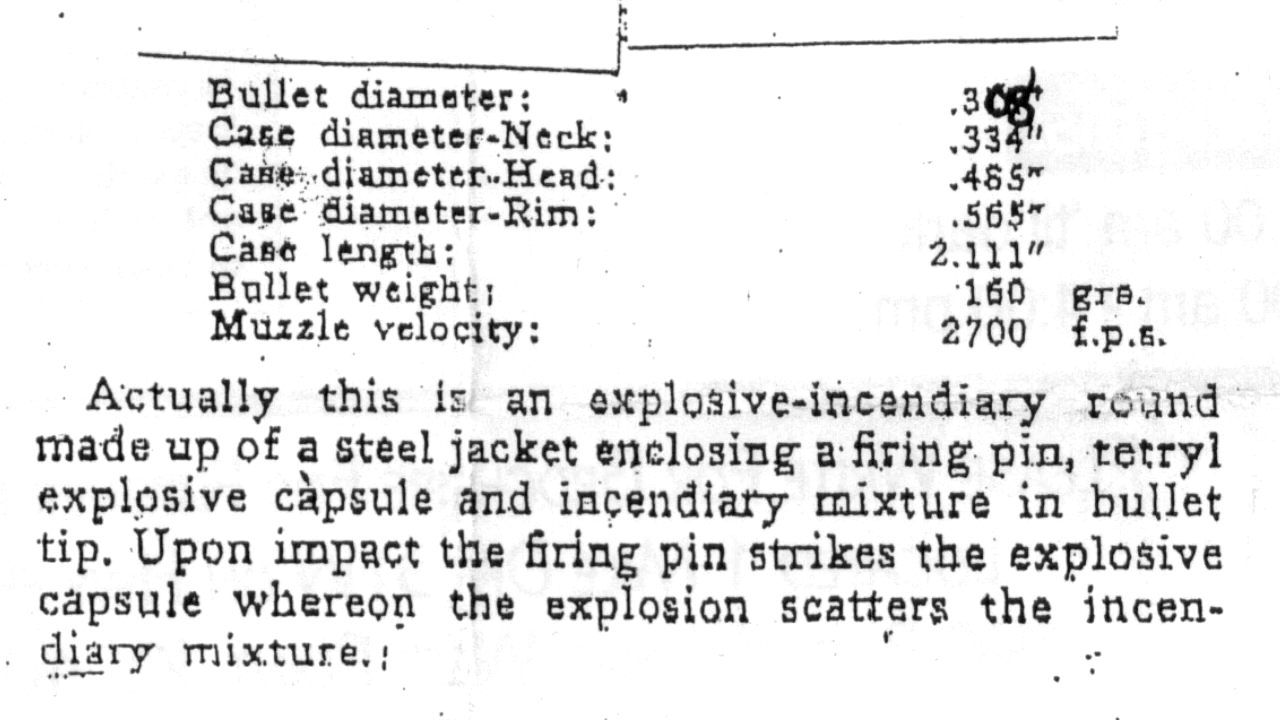 Bullet diameter: .308"
Case diameter-Neck: .334"
Case diameter-Head: .485"
Case diameter-Rim: .565"
Case length: 2.111"
Bullet weight: 160 grs.
Muzzle velocity: 2700 f.p.s.
Actually this is an explosive-incendiary round
made up of a steel jacket enclosing a firing pin, tetryl
explosive capsule and incendiary mixture in bullet
tip. Upon impact the firing pin strikes the explosive
capsule whereon the explosion scatters the incen-
diary mixture.